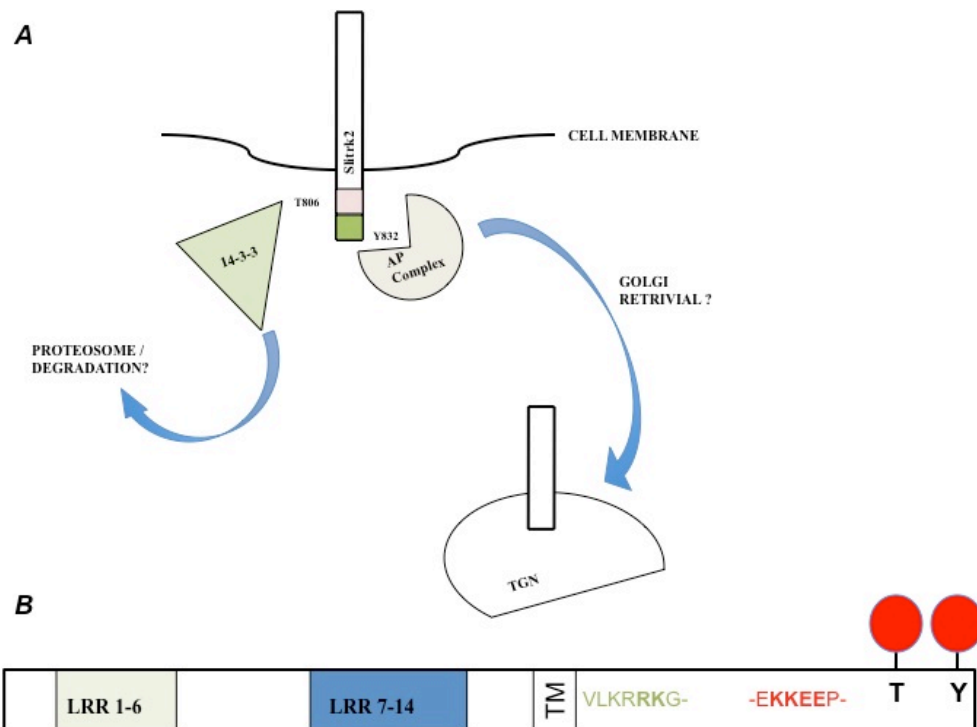 A
CELL MEMBRANE
Slitrk2
T806
Y832
14-3-3
AP
Complex
GOLGI
RETRIVIAL ?
PROTEOSOME /
DEGRADATION?
TGN
B
LRR 1-6
LRR 7-14
TM
VLKRRKG-
-EKKEEP-
T
Y